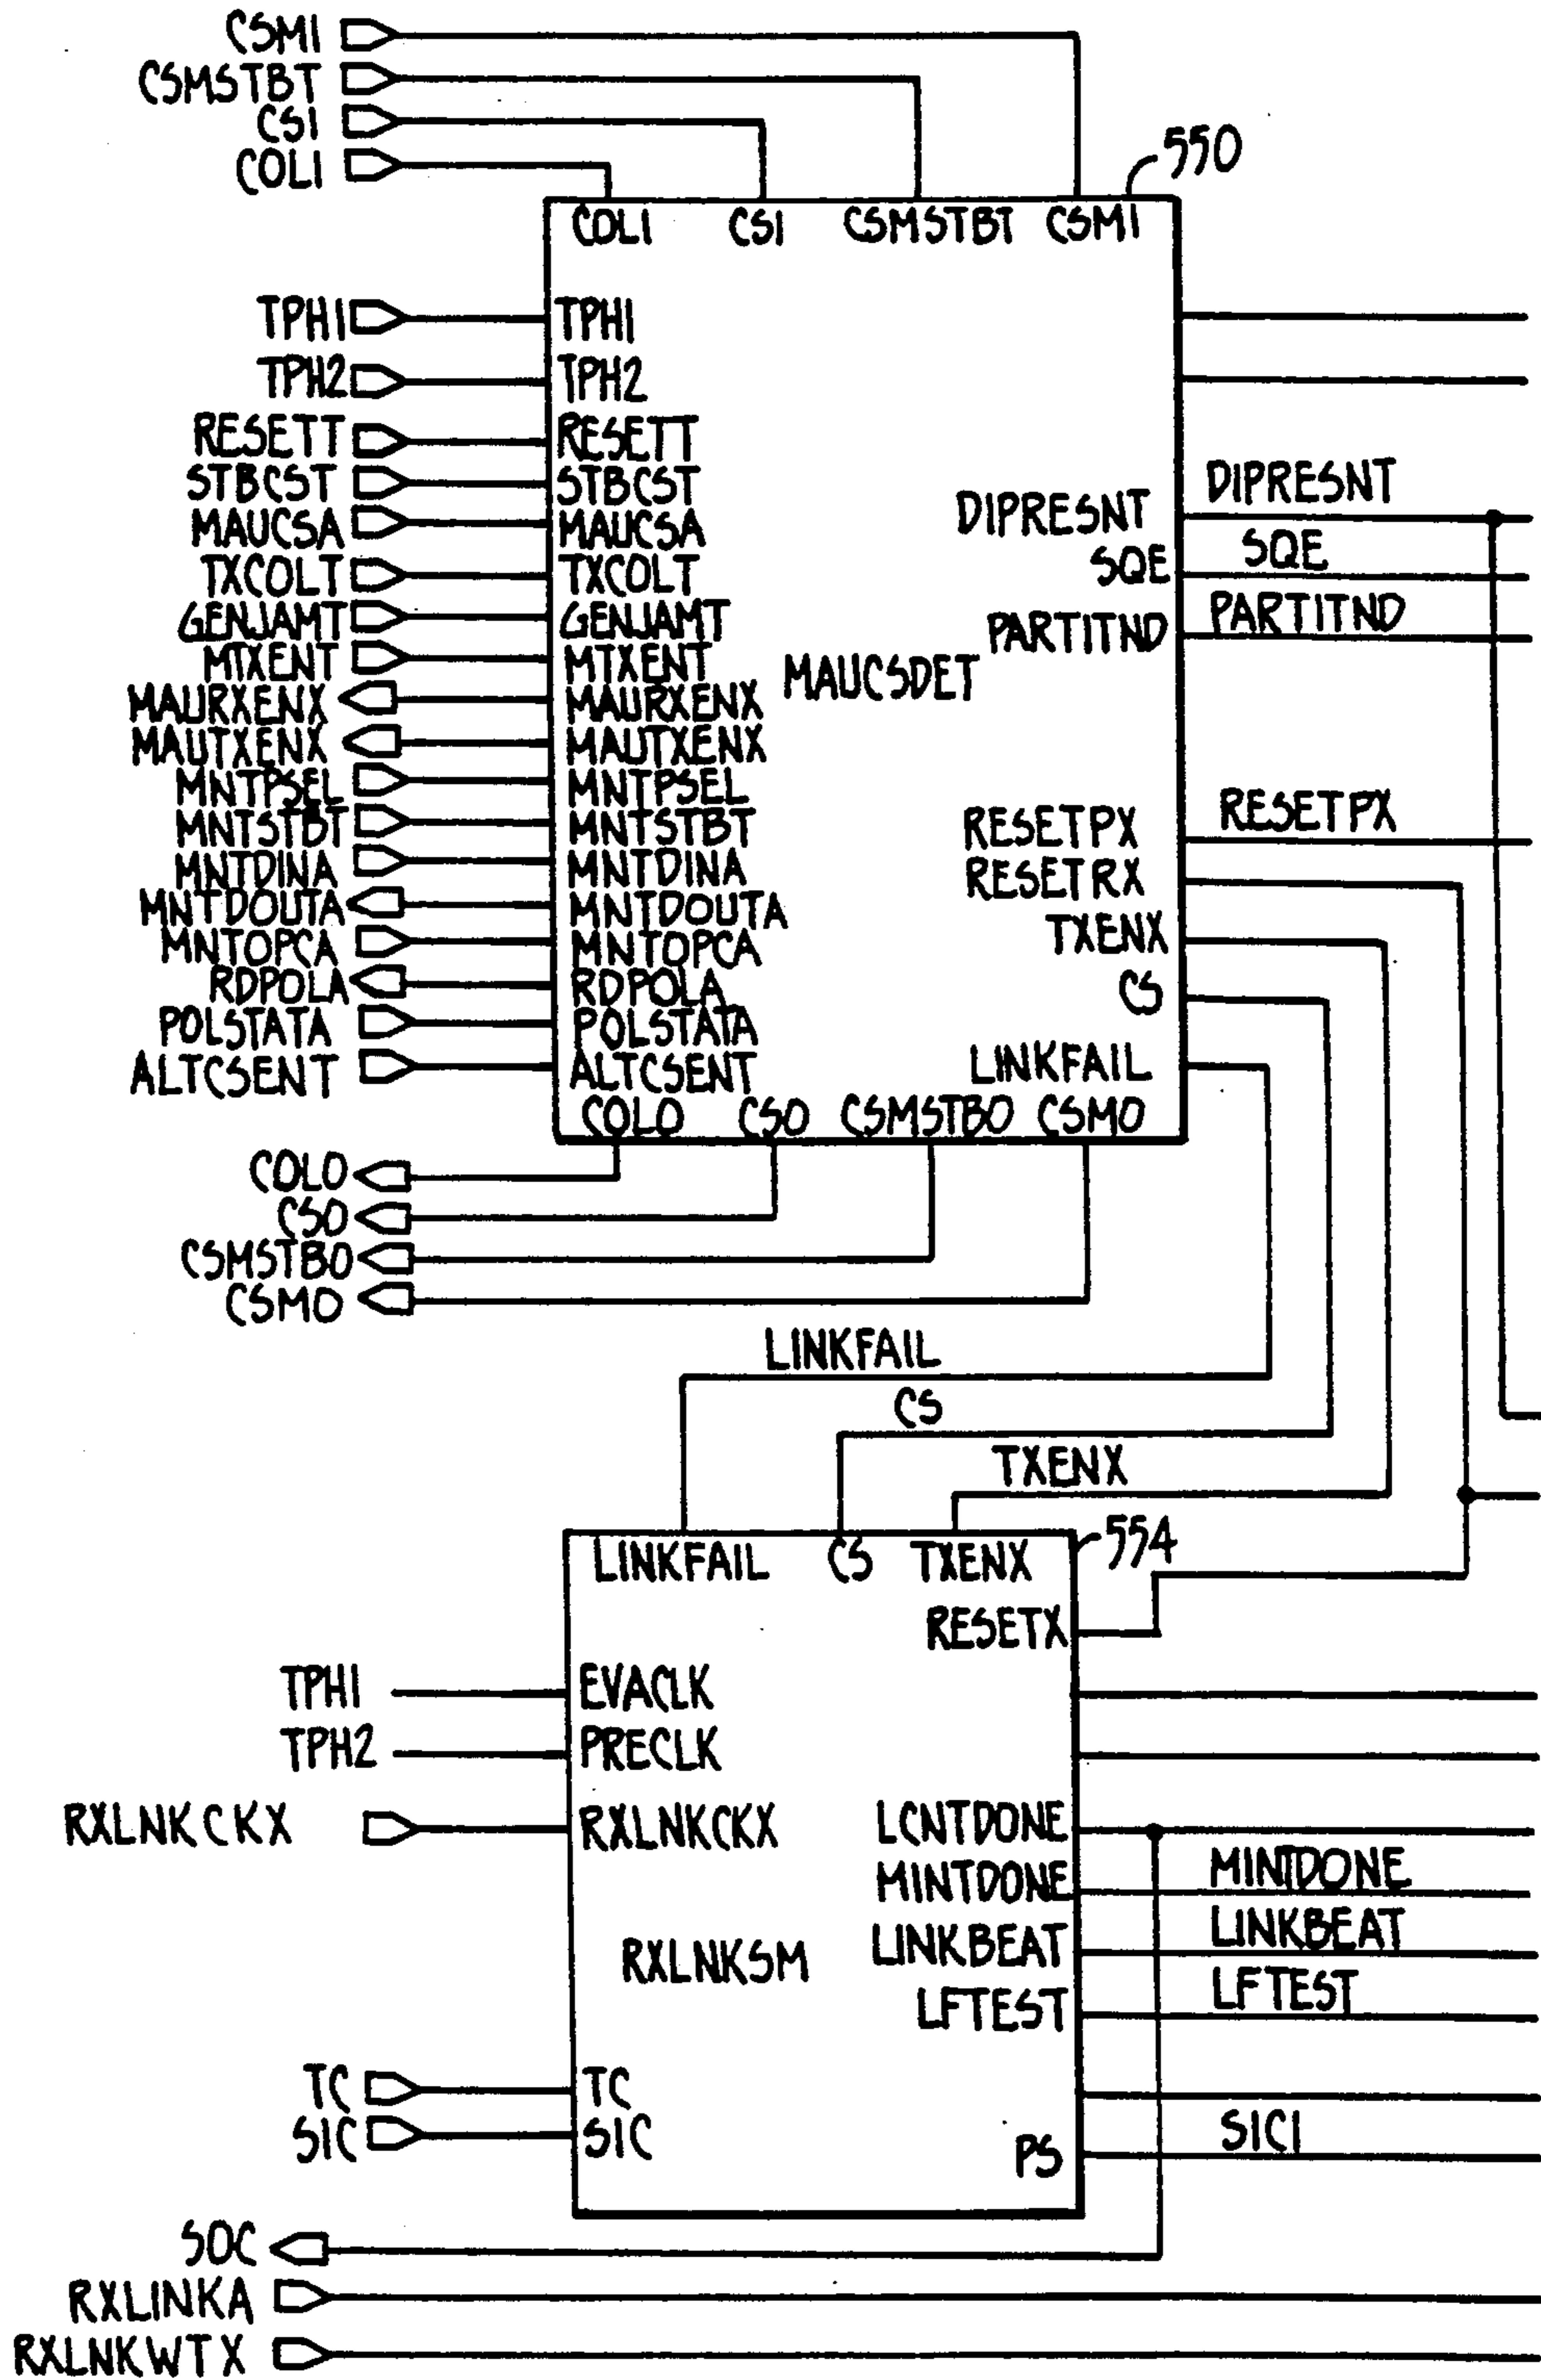 CSMI
CSMSTBT
CSI
COLI
550
COLI CSI CSMSTBT CSMI
TPH1 TPH1
TPH2 TPH2
RESETT RESETT
STBCST STBCST
DIPRESNT DIPRESNT
MAUCSA MAUCSA
SQE SQE
TXCOLT TXCOLT
GENJAMT GENJAMT
PARTITND PARTITND
MTXENT MTXENT
MAUCSDET
MAURXENX MAURXENX
MAUTXENX MAUTXENX
MNTPSEL MNTPSEL
MNTSTBT MNTSTBT
RESETPX RESETPX
MNTDINA MNTDINA
RESETRX
MNTDOUTA MNTDOUTA
TXENX
MNTOPCA MNTOPCA
RDPOLA RDPOLA
CS
POLSTATA POLSTATA
ALTCSENT ALTCSENT
LINKFAIL
COLO CSO CSMSTBO CSMO
COLO
CSO
CSMSTBO
CSMO
LINKFAIL
CS
TXENX
554
LINKFAIL CS TXENX
RESETX
TPH1 EVACLK
TPH2 PRECLK
RXLNKCKX RXLNKCKX LCNTDONE
MINTDONE MINTDONE
LINKBEAT LINKBEAT
RXLNKSM
LFTEST LFTEST
TC TC
SIC SIC
PS SICI
SOC
RXLINKA
RXLNKWTX